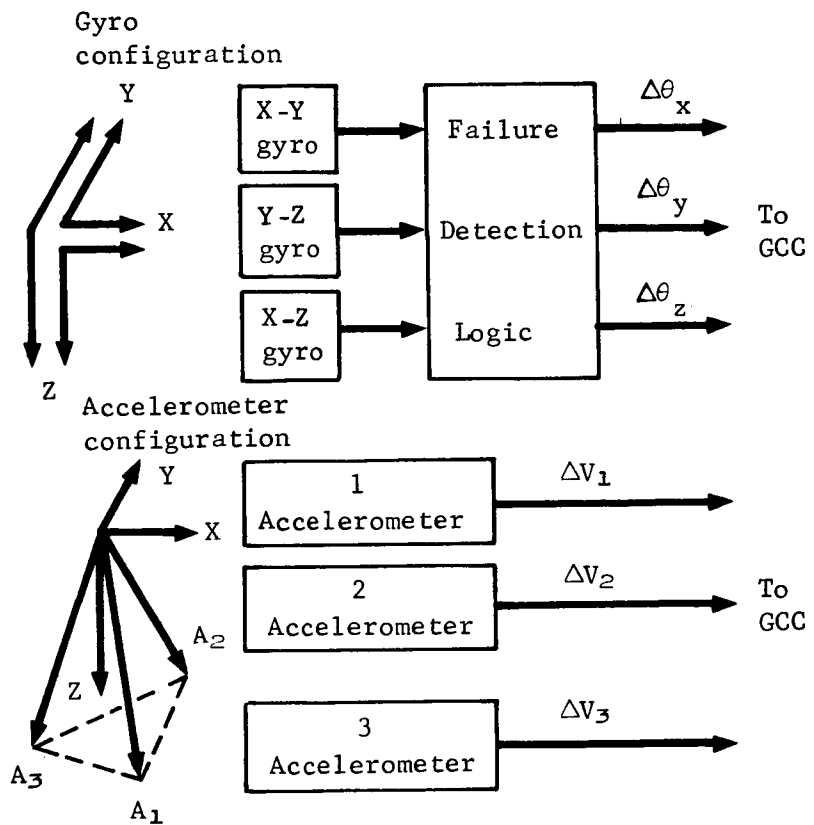 Gyro
configuration
Y
X
Z
X-Y
gyro
Y-Z
gyro
X-Z
gyro
Failure
Detection
Logic
Δθx
Δθy
Δθz
To
GCC
Accelerometer
configuration
Y
X
Z
A2
A3
A1
1
Accelerometer
2
Accelerometer
3
Accelerometer
ΔV1
ΔV2
ΔV3
To
GCC